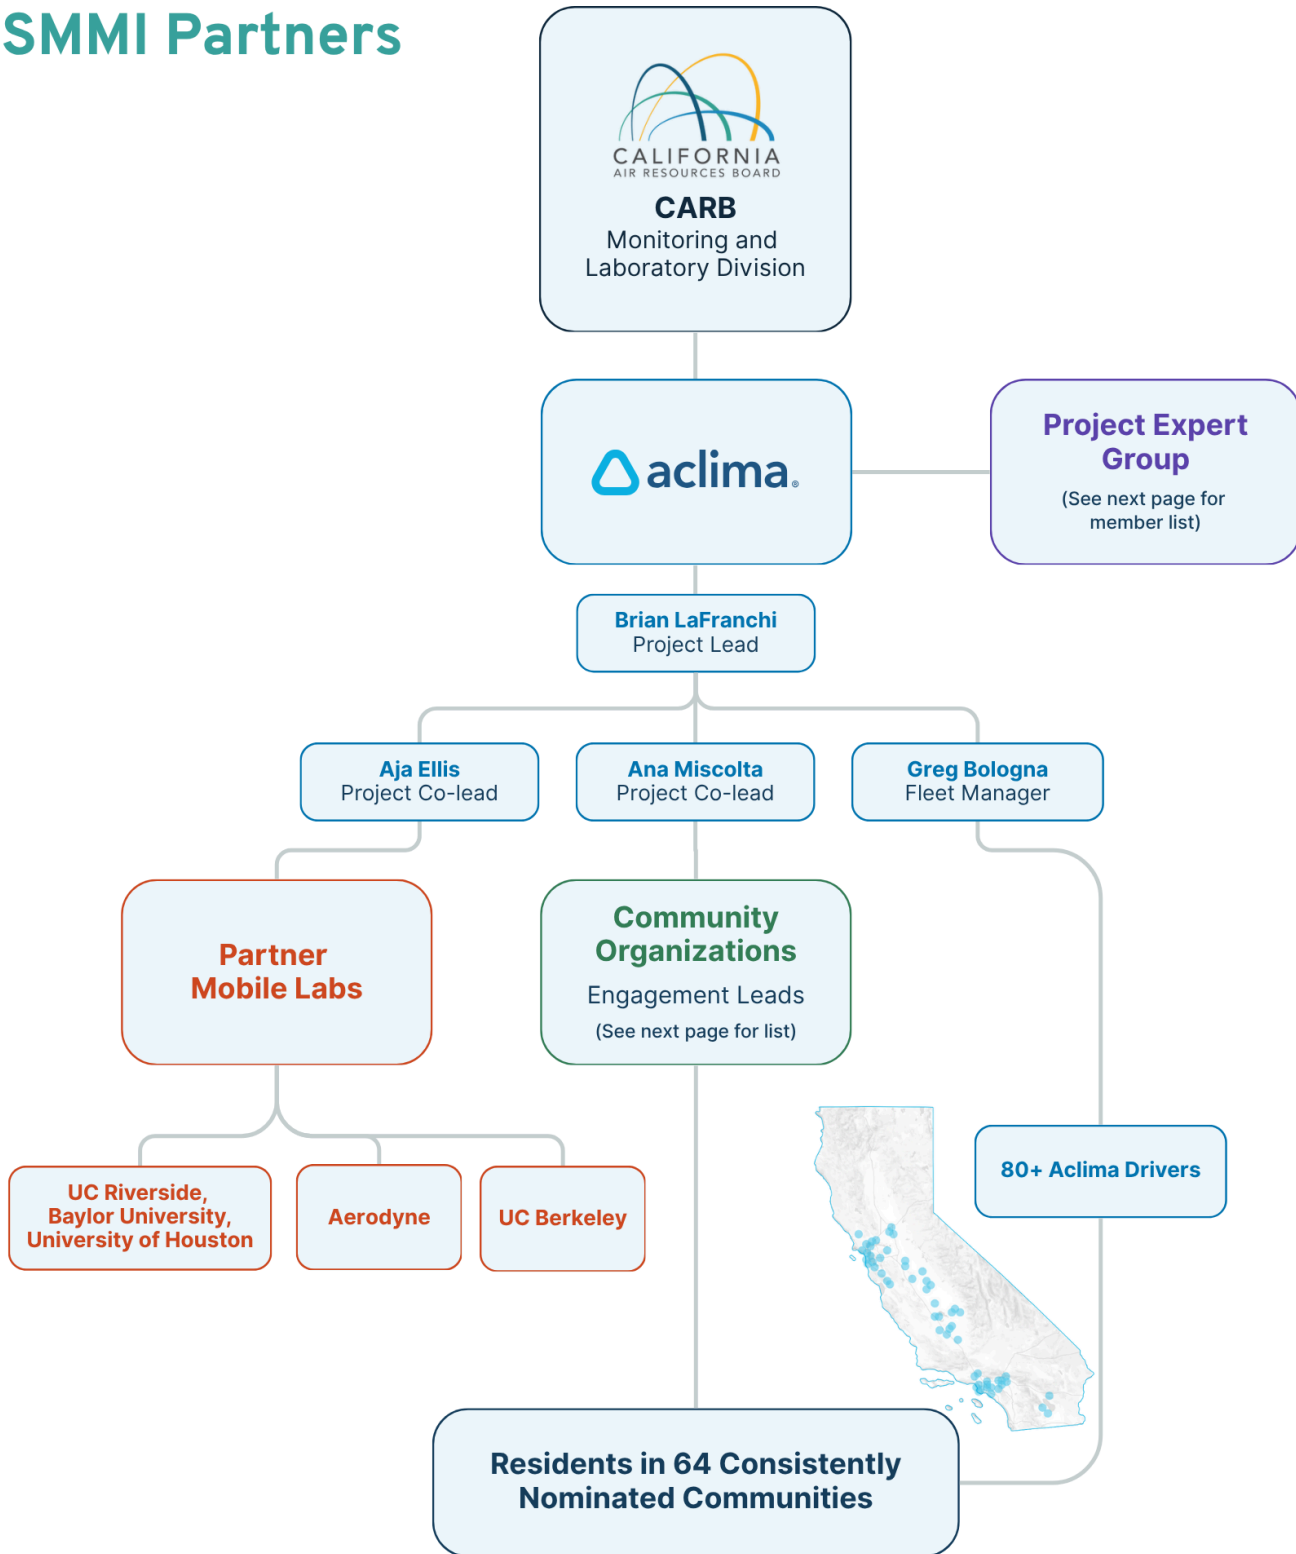 SMMI Partners
CALIFORNIA
AIR RESOURCES BOARD
CARB
Monitoring and
Laboratory Division
aclima®
Project Expert
Group
(See next page for
member list)
Brian LaFranchi
Project Lead
Aja Ellis
Project Co-lead
Ana Miscolta
Project Co-lead
Greg Bologna
Fleet Manager
Partner
Mobile Labs
Community
Organizations
Engagement Leads
(See next page for list)
80+ Aclima Drivers
UC Riverside,
Baylor University,
University of Houston
Aerodyne
UC Berkeley
Residents in 64 Consistently
Nominated Communities